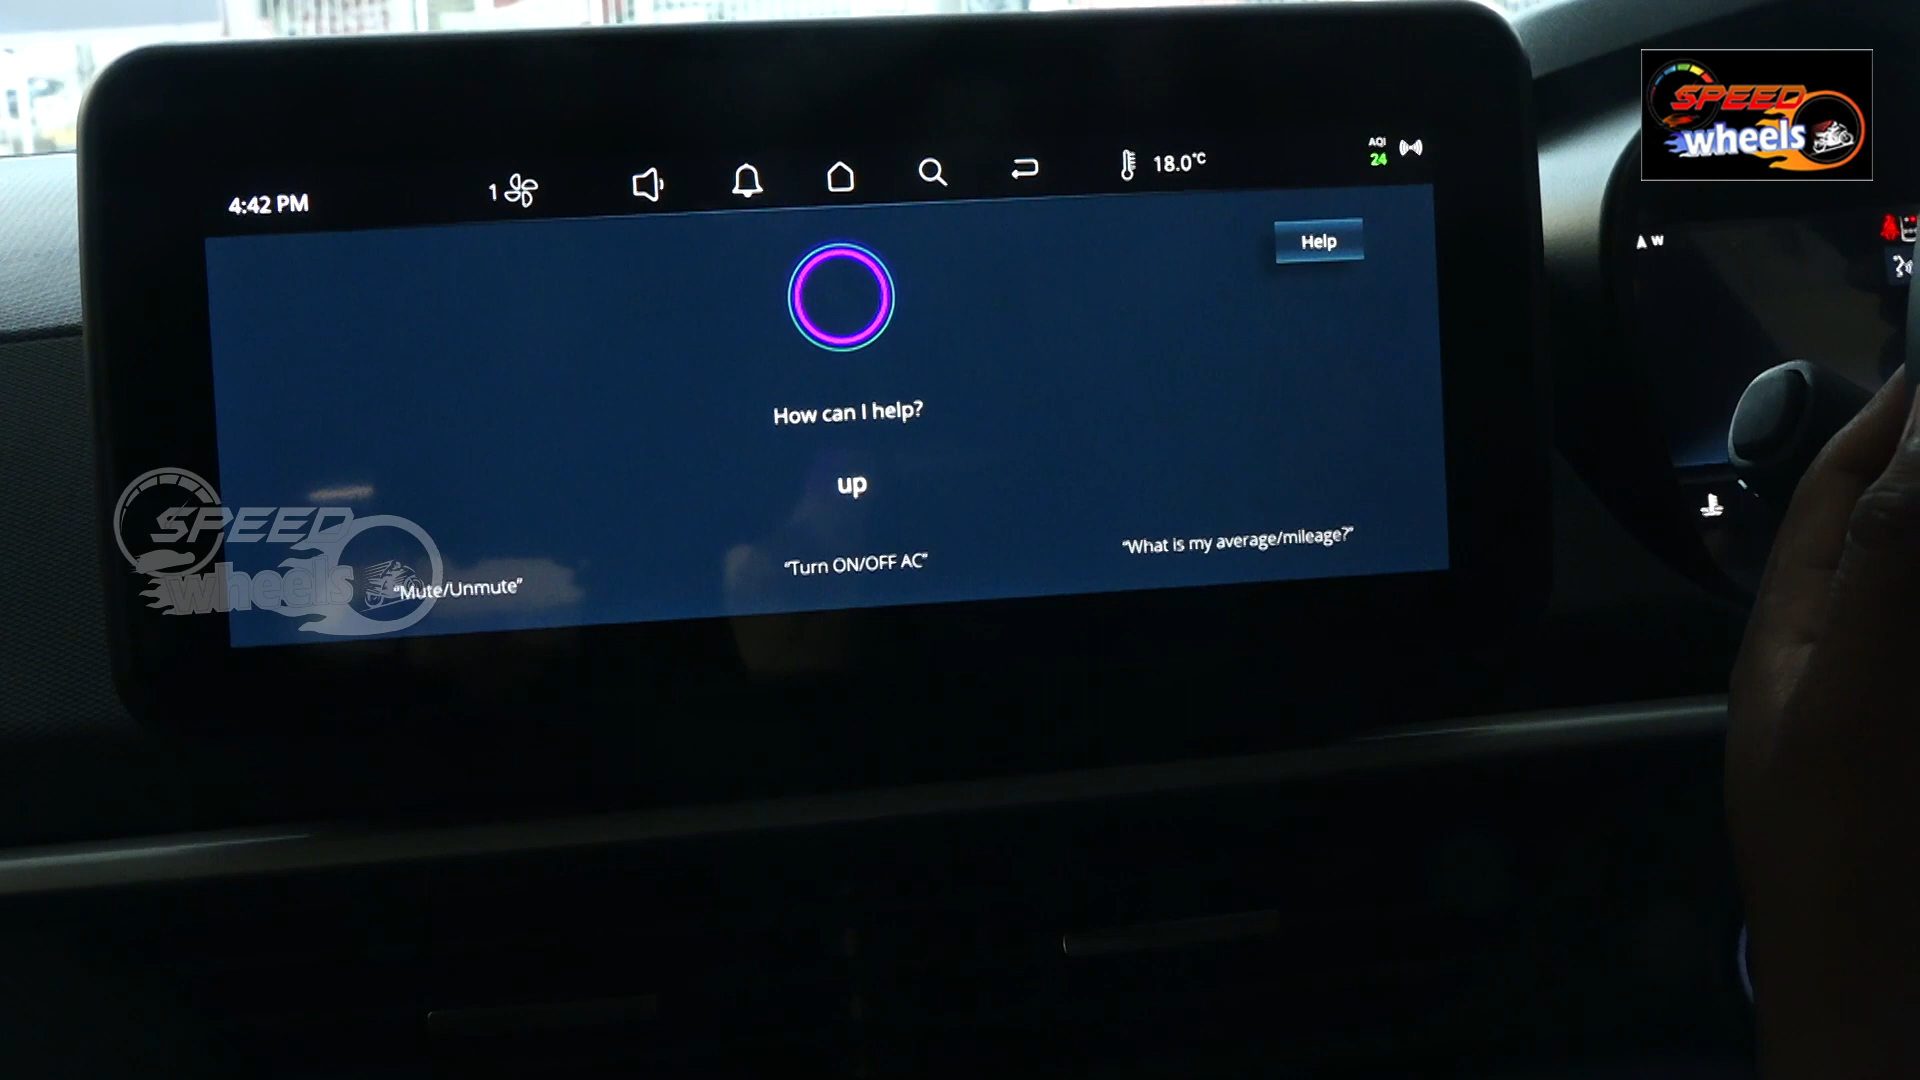 SPEED
wheels
AQI
4:42 PM
1
18.0°C
24
Help
W
How can I help?
up
SPEED
wheels
"Mute/Unmute"
"Turn ON/OFF AC"
"What is my average/mileage?"